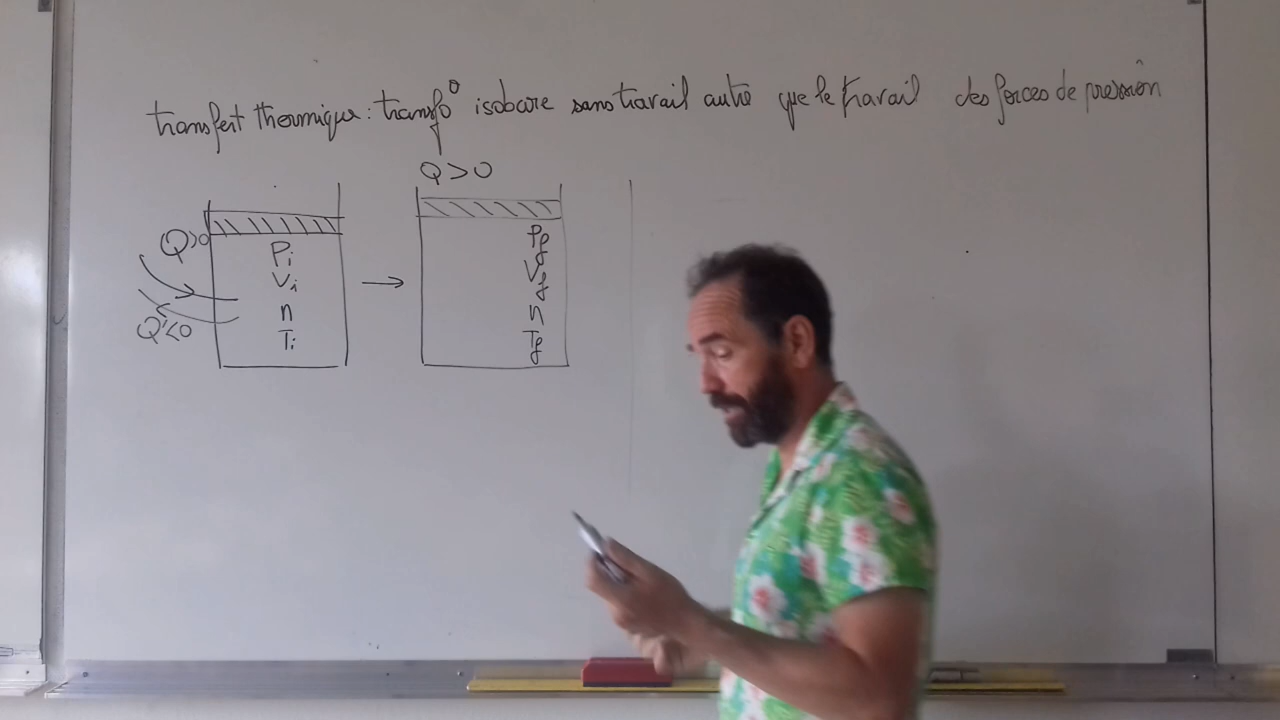 transfert thermique : transfo° isobare sans travail autre que le travail des forces de pression
Q > 0
Q>0
Pi
Vi
n
Ti
Q<0
→
Pf
Vf
n
Tf